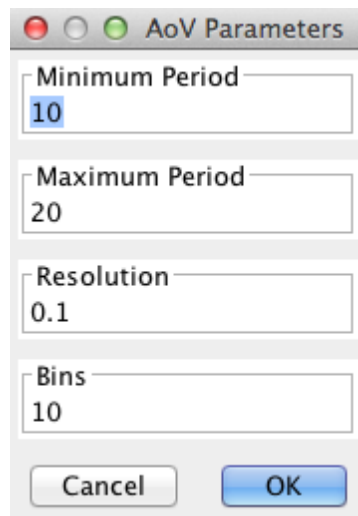 AoV Parameters
Minimum Period
10
Maximum Period
20
Resolution
0.1
Bins
10
Cancel OK